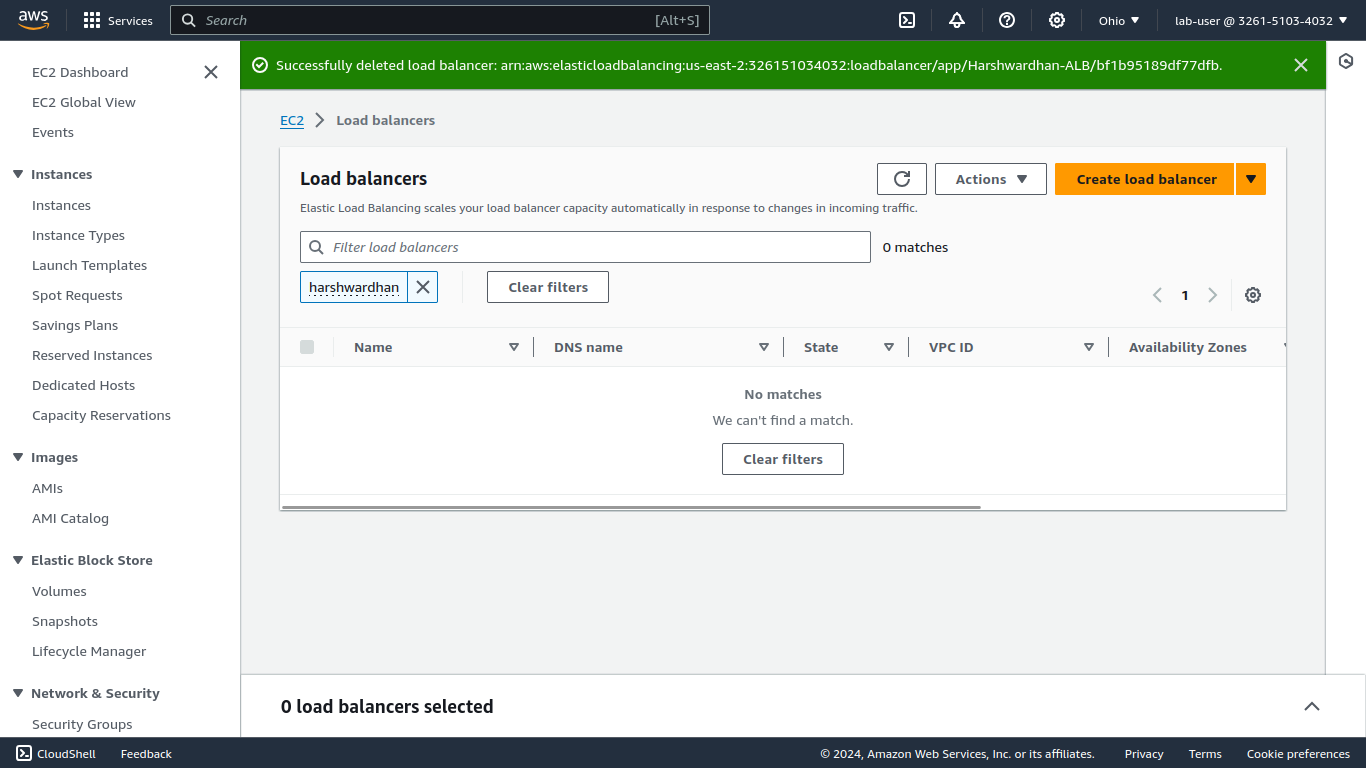 aws
Services
Search
[Alt+S]
Ohio
lab-user @ 3261-5103-4032
EC2 Dashboard
EC2 Global View
Events
Instances
Instances
Instance Types
Launch Templates
Spot Requests
Savings Plans
Reserved Instances
Dedicated Hosts
Capacity Reservations
Images
AMIs
AMI Catalog
Elastic Block Store
Volumes
Snapshots
Lifecycle Manager
Network & Security
Security Groups
Successfully deleted load balancer: arn:aws:elasticloadbalancing:us-east-2:326151034032:loadbalancer/app/Harshwardhan-ALB/bf1b95189df77dfb.
EC2
Load balancers
Load balancers
Actions
Create load balancer
Elastic Load Balancing scales your load balancer capacity automatically in response to changes in incoming traffic.
Filter load balancers
0 matches
harshwardhan
Clear filters
1
Name
DNS name
State
VPC ID
Availability Zones
No matches
We can't find a match.
Clear filters
0 load balancers selected
CloudShell
Feedback
© 2024, Amazon Web Services, Inc. or its affiliates.
Privacy
Terms
Cookie preferences